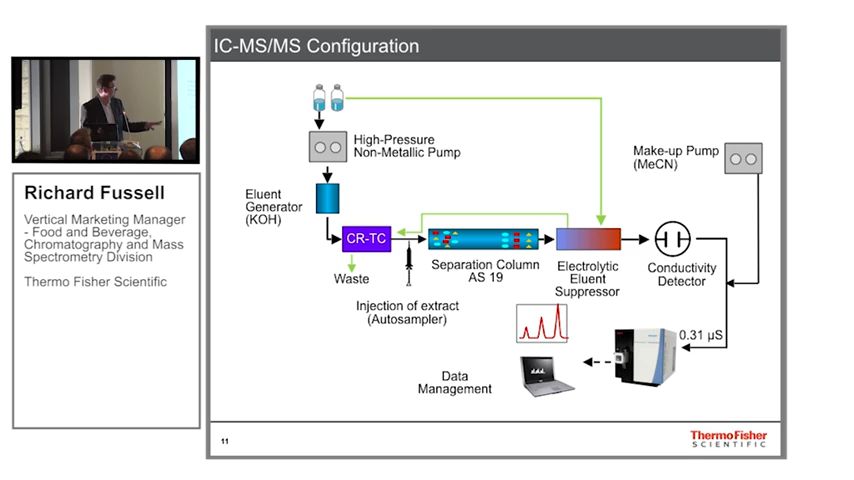 IC-MS/MS Configuration
Richard Fussell
Vertical Marketing Manager
- Food and Beverage,
Chromatography and Mass
Spectrometry Division
Thermo Fisher Scientific
High-Pressure
Non-Metallic Pump
Make-up Pump
(MeCN)
Eluent
Generator
(KOH)
CR-TC
Waste
Injection of extract
(Autosampler)
Separation Column
AS 19
Electrolytic
Eluent
Suppressor
Conductivity
Detector
0.31 µS
Data
Management
11
ThermoFisher
SCIENTIFIC